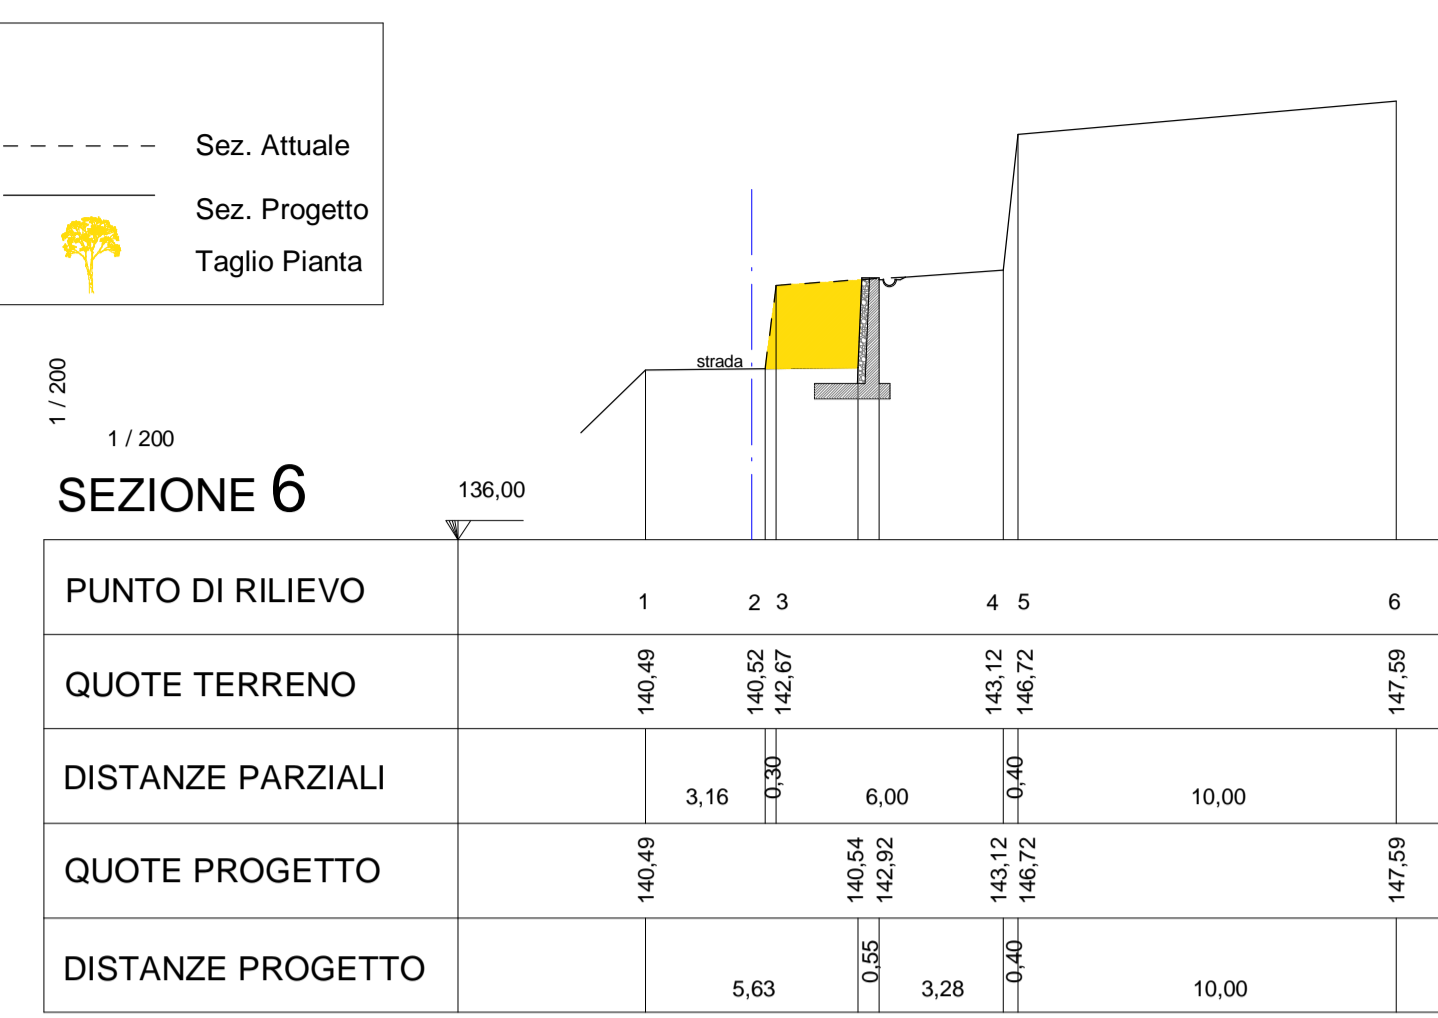 Sez. Attuale
Sez. Progetto
Taglio Pianta
1 / 200
1 / 200
SEZIONE 6
136,00
strada
PUNTO DI RILIEVO 1 2 3 4 5 6
QUOTE TERRENO 140,49 140,52 142,67 143,12 146,72 147,59
DISTANZE PARZIALI 3,16 0,30 6,00 0,40 10,00
QUOTE PROGETTO 140,49 140,54 142,92 143,12 146,72 147,59
DISTANZE PROGETTO 5,63 0,55 3,28 0,40 10,00